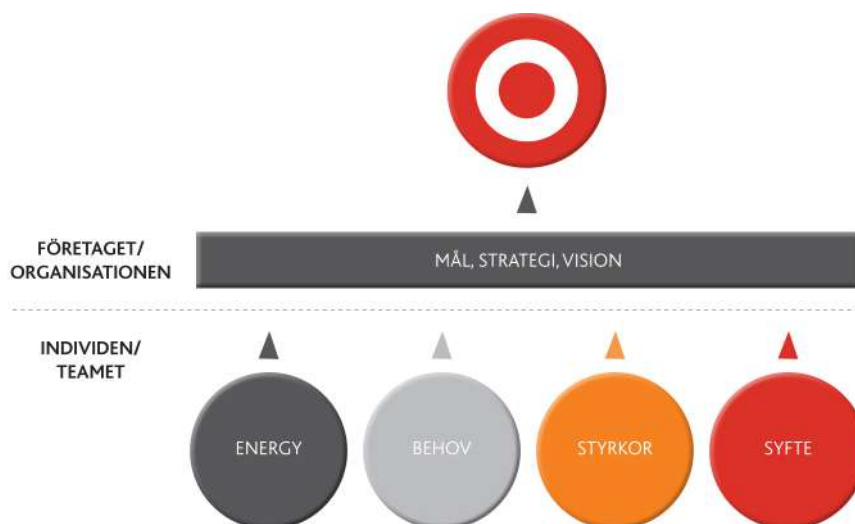 FÖRETAGET/
ORGANISATIONEN
MÅL, STRATEGI, VISION
INDIVIDEN/
TEAMET
ENERGY
BEHOV
STYRKOR
SYFTE